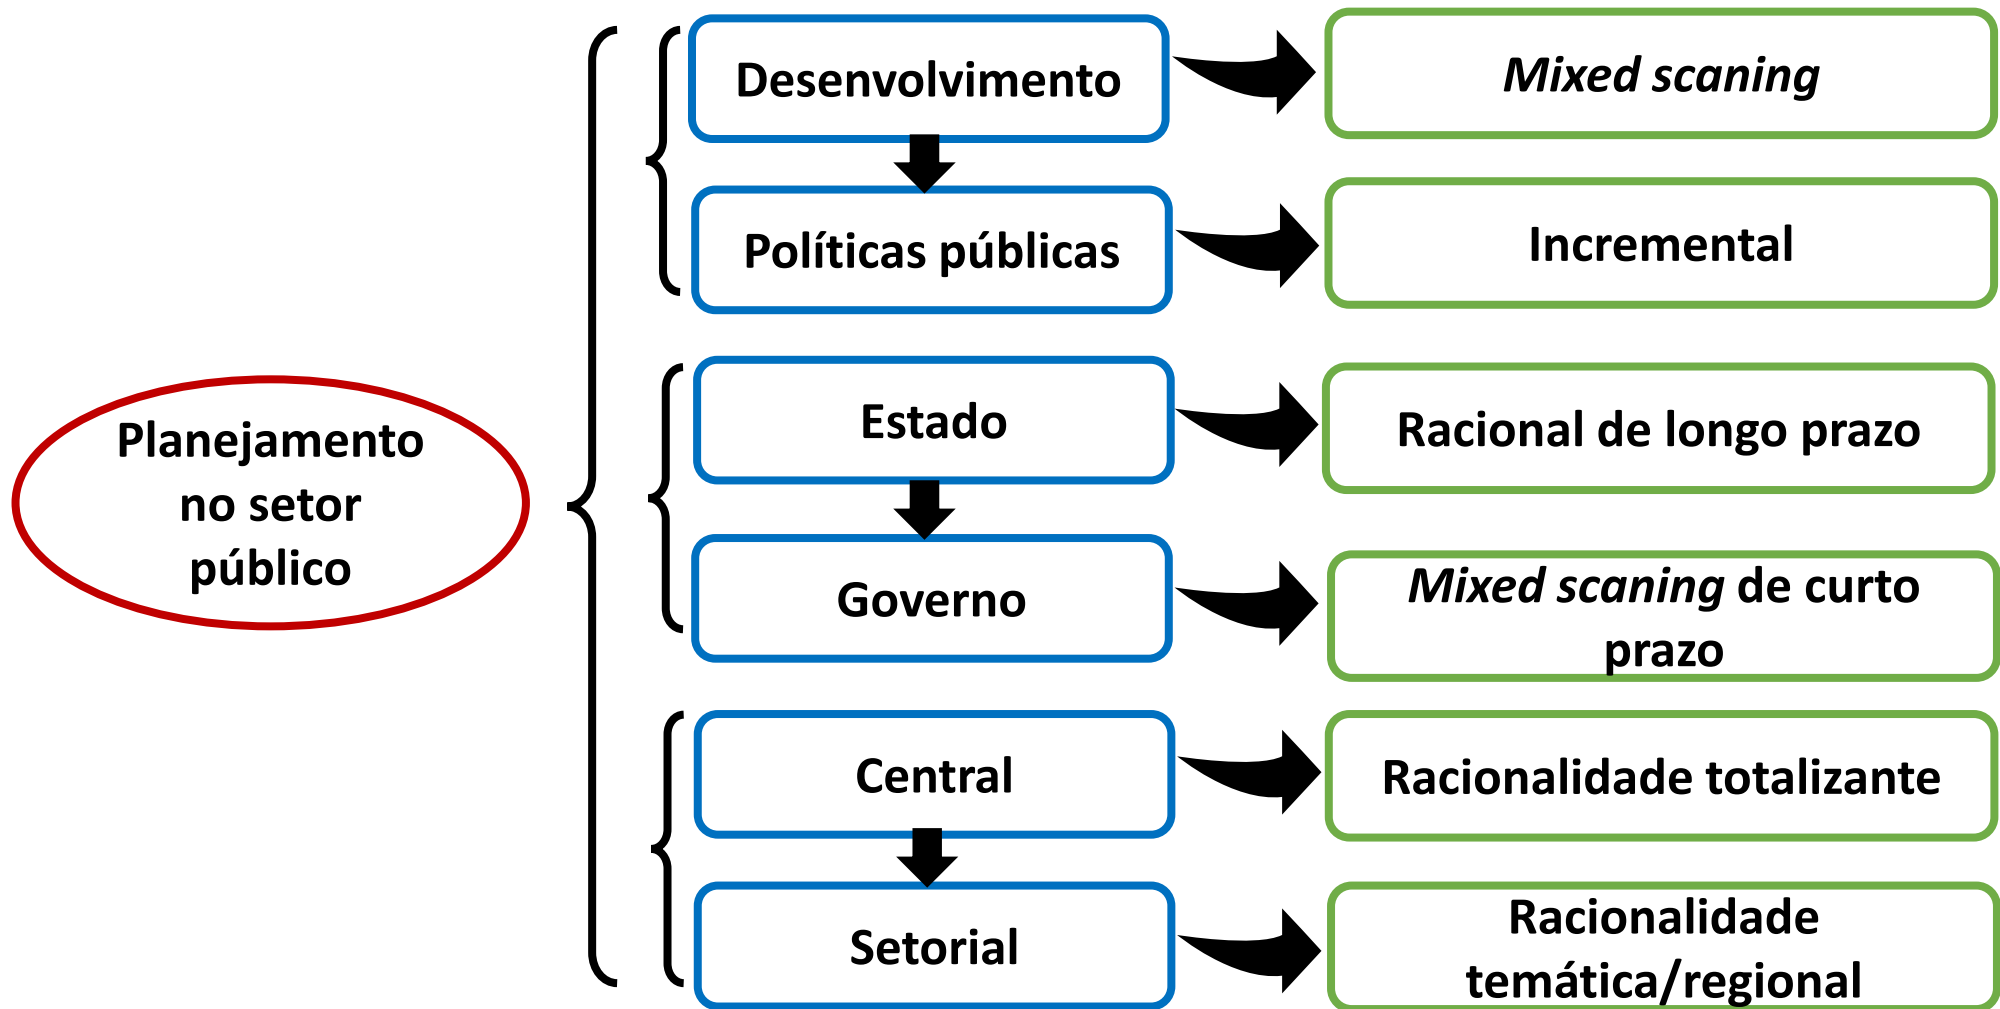 Planejamento
no setor
público
Desenvolvimento
Mixed scaning
Políticas públicas
Incremental
Estado
Racional de longo prazo
Governo
Mixed scaning de curto
prazo
Central
Racionalidade totalizante
Setorial
Racionalidade
temática/regional